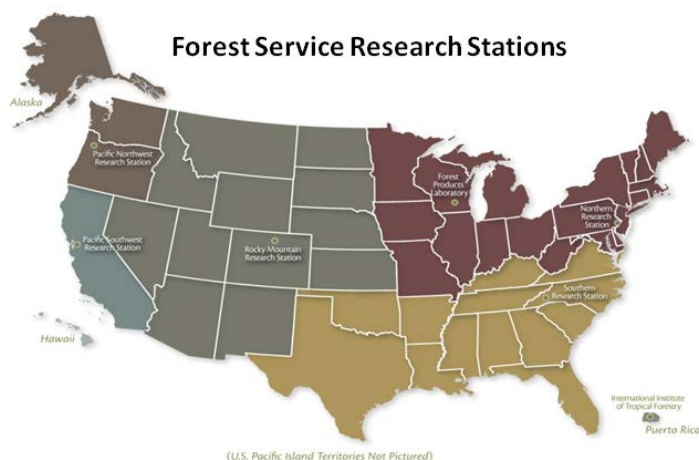 Forest Service Research Stations
Alaska
Pacific Northwest
Research Station
Forest
Products
Laboratory
Northern
Research Station
Pacific Southwest
Research Station
Rocky Mountain
Research Station
Southern
Research Station
Hawaii
International Institute
of Tropical Forestry
Puerto Rico
(U.S. Pacific Island Territories Not Pictured)